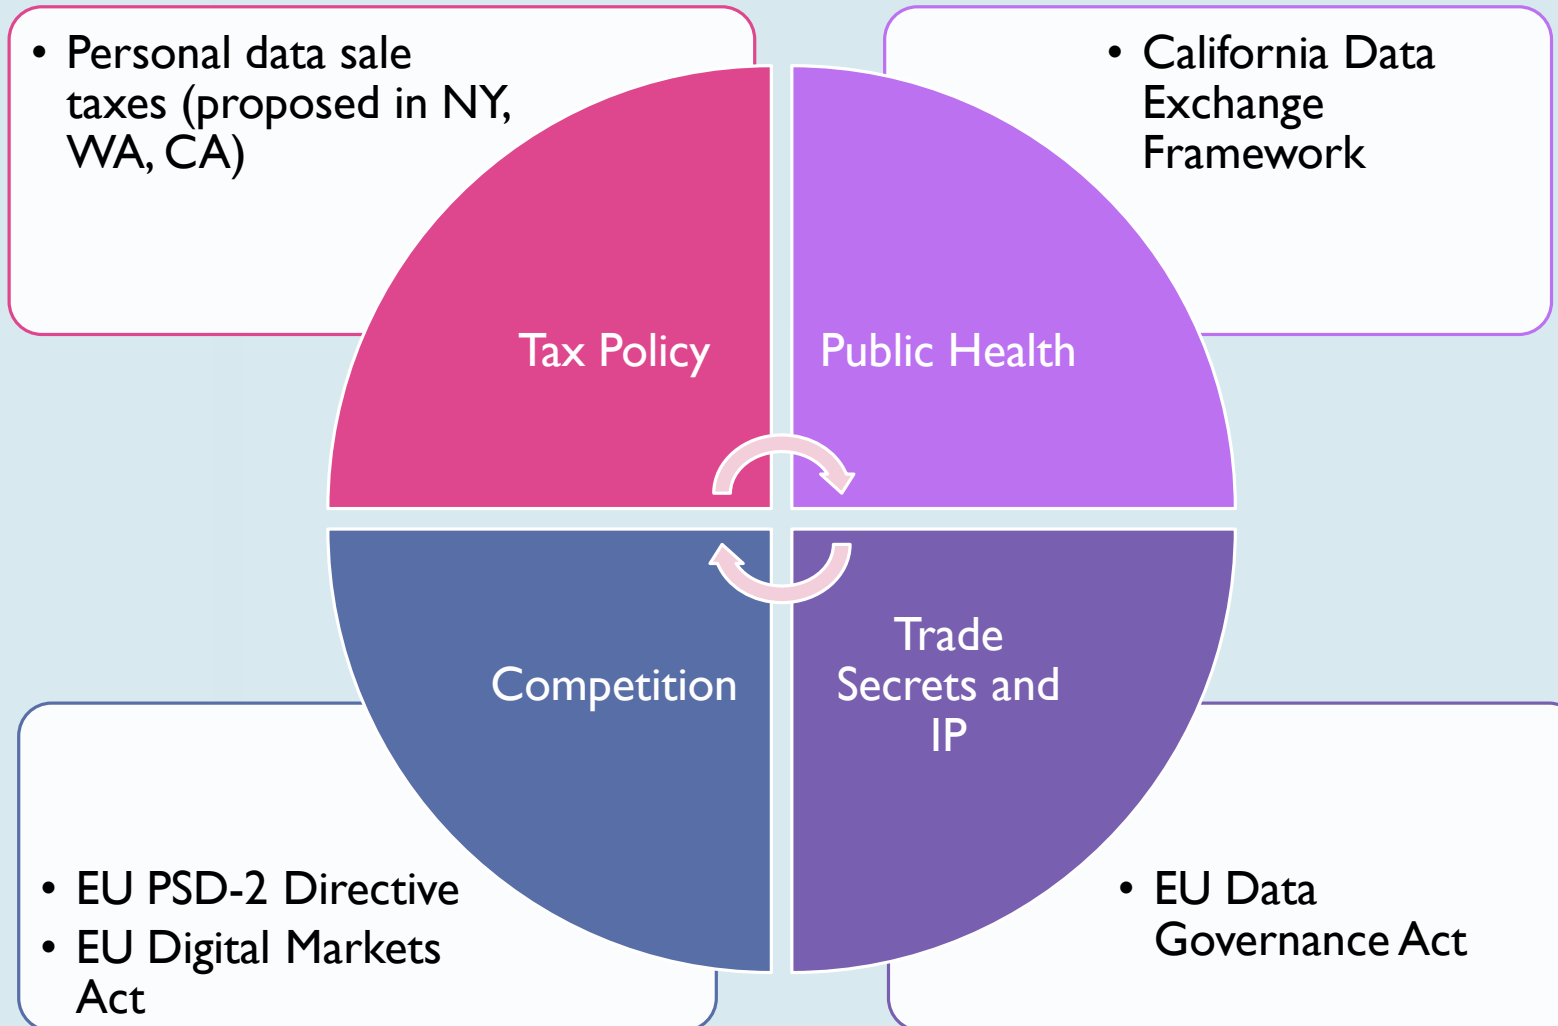 • Personal data sale
taxes (proposed in NY,
WA, CA)
• California Data
Exchange
Framework
Tax Policy
Public Health
Competition
Trade
Secrets and
IP
• EU PSD-2 Directive
• EU Digital Markets
Act
• EU Data
Governance Act